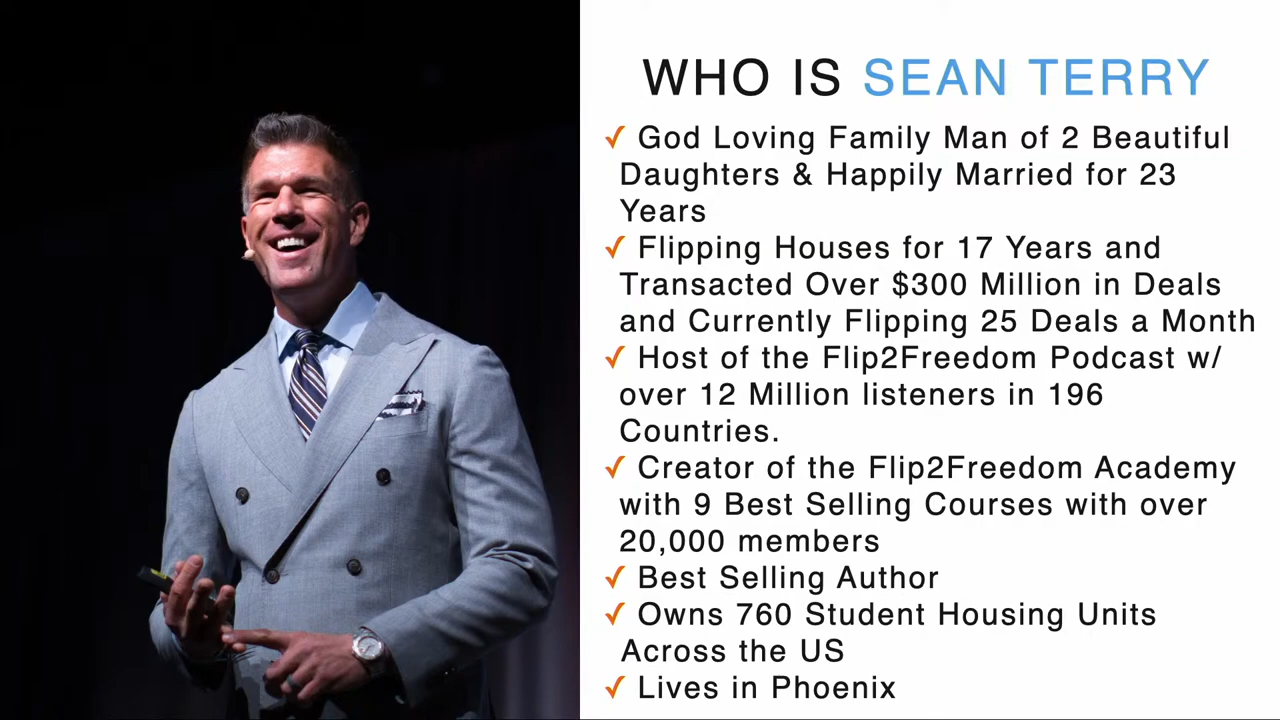 WHO IS SEAN TERRY
✓ God Loving Family Man of 2 Beautiful
Daughters & Happily Married for 23
Years
✓ Flipping Houses for 17 Years and
Transacted Over $300 Million in Deals
and Currently Flipping 25 Deals a Month
✓ Host of the Flip2Freedom Podcast w/
over 12 Million listeners in 196
Countries.
✓ Creator of the Flip2Freedom Academy
with 9 Best Selling Courses with over
20,000 members
✓ Best Selling Author
✓ Owns 760 Student Housing Units
Across the US
✓ Lives in Phoenix